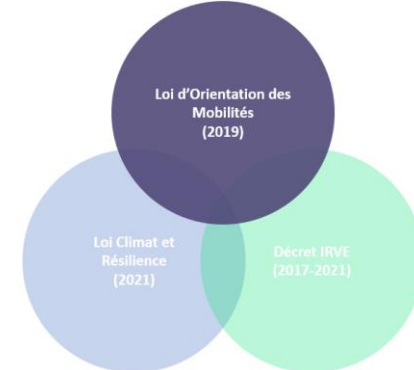 Loi d’Orientation des
Mobilités
(2019)
Loi Climat et
Résilience
(2021)
Décret IRVE
(2017-2021)